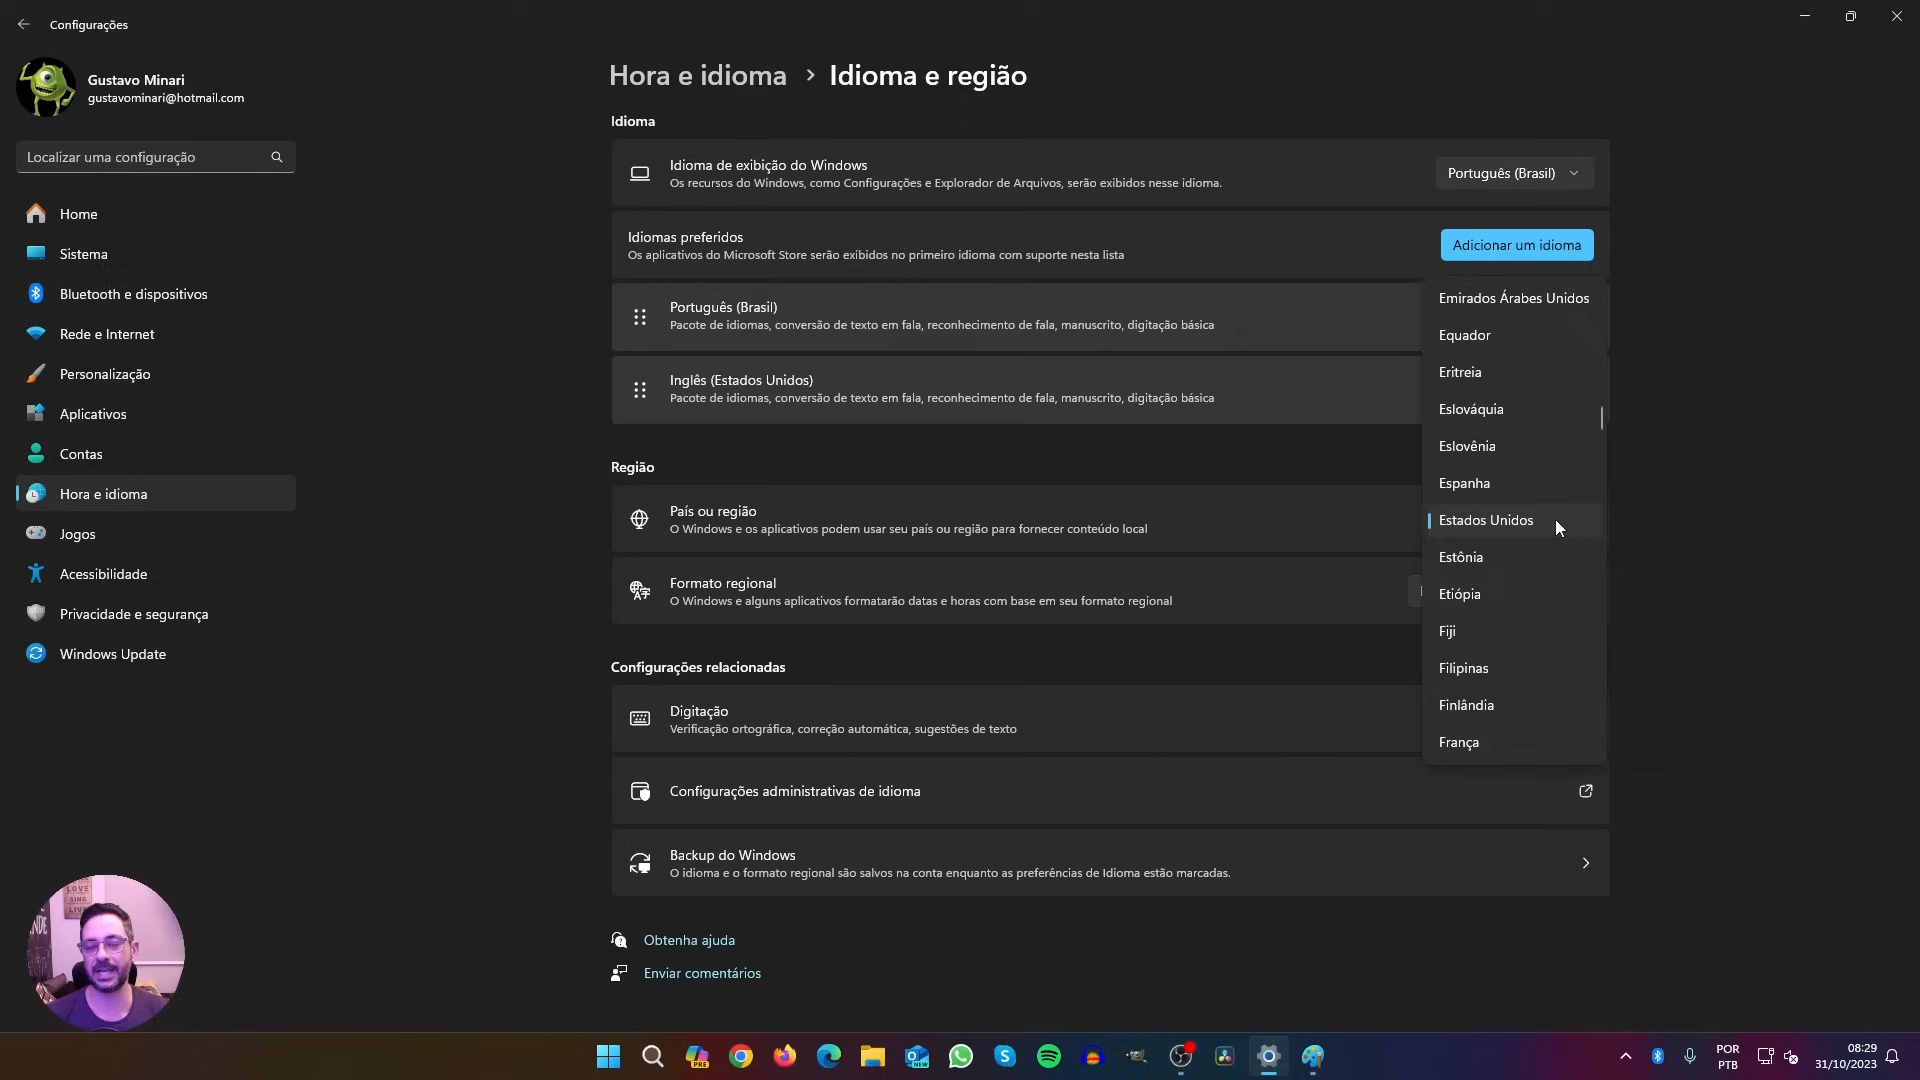 Configurações
Gustavo Minari
gustavominari@hotmail.com
Localizar uma configuração
Home
Sistema
Bluetooth e dispositivos
Rede e Internet
Personalização
Aplicativos
Contas
Hora e idioma
Jogos
Acessibilidade
Privacidade e segurança
Windows Update
Hora e idioma > Idioma e região
Idioma
Idioma de exibição do Windows
Os recursos do Windows, como Configurações e Explorador de Arquivos, serão exibidos nesse idioma.
Português (Brasil)
Idiomas preferidos
Os aplicativos do Microsoft Store serão exibidos no primeiro idioma com suporte nesta lista
Adicionar um idioma
Português (Brasil)
Pacote de idiomas, conversão de texto em fala, reconhecimento de fala, manuscrito, digitação básica
Inglês (Estados Unidos)
Pacote de idiomas, conversão de texto em fala, reconhecimento de fala, manuscrito, digitação básica
Região
País ou região
O Windows e os aplicativos podem usar seu país ou região para fornecer conteúdo local
Formato regional
O Windows e alguns aplicativos formatarão datas e horas com base em seu formato regional
Emirados Árabes Unidos
Equador
Eritreia
Eslováquia
Eslovênia
Espanha
Estados Unidos
Estônia
Etiópia
Fiji
Filipinas
Finlândia
França
Configurações relacionadas
Digitação
Verificação ortográfica, correção automática, sugestões de texto
Configurações administrativas de idioma
Backup do Windows
O idioma e o formato regional são salvos na conta enquanto as preferências de Idioma estão marcadas.
Obtenha ajuda
Enviar comentários
LOVE
SING
LIVE
NDE
PRE
NEW
POR
PTB
08:29
31/10/2023